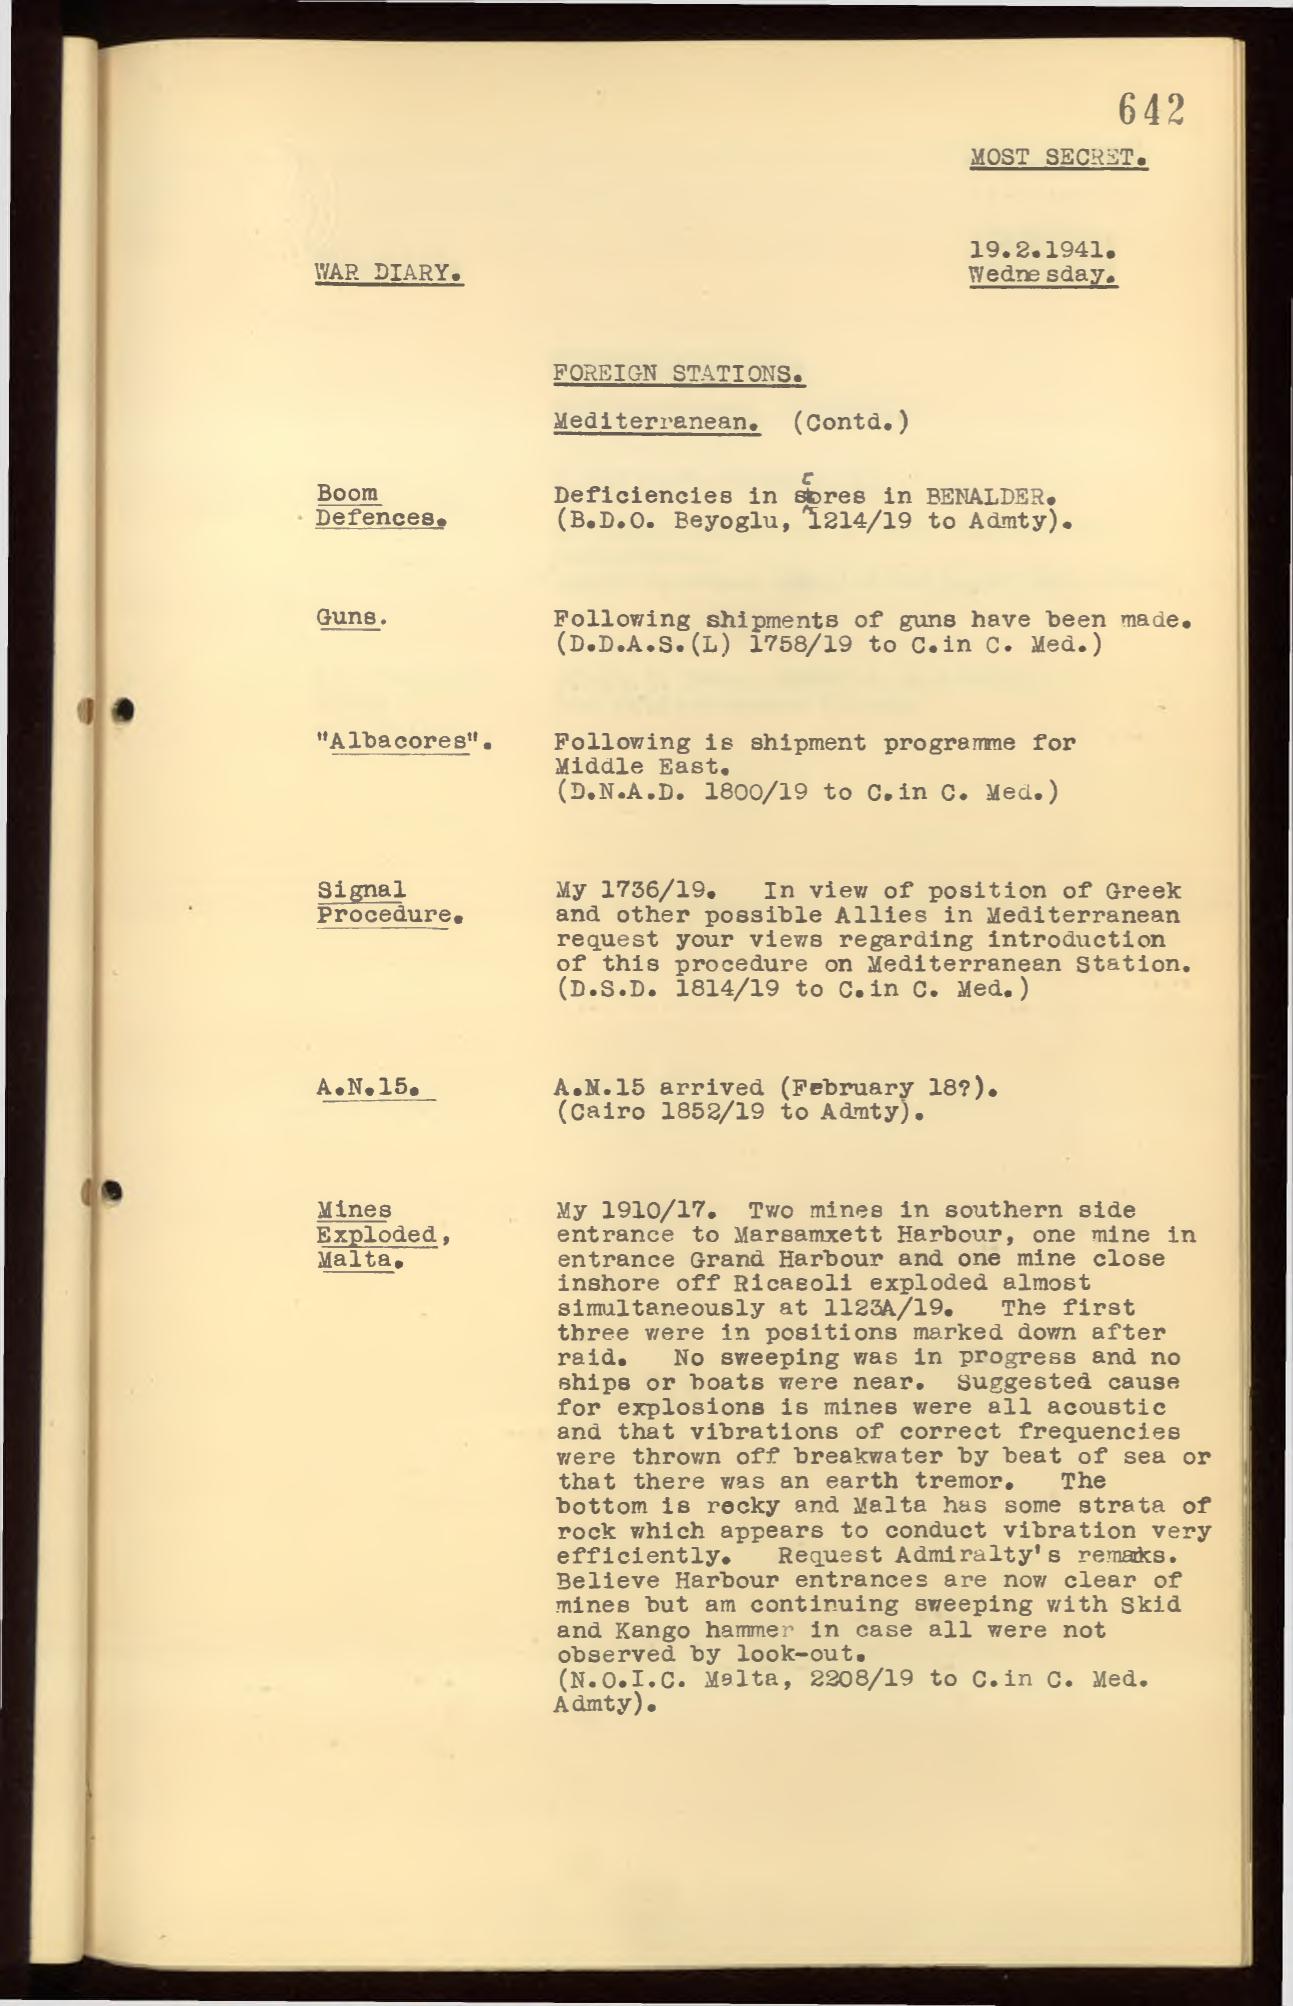 642
MOST SECRET.
19.2.1941.
WAR DIARY.
Wednesday.
FOREIGN STATIONS.
Mediterranean. (Contd.)
Boom
Defences.
Deficiencies in stores in BENALDER.
(B.D.O. Beyoglu, 1214/19 to Admty).
Guns.
Following shipments of guns have been made.
(D.D.A.S.(L) 1758/19 to C.in C. Med.)
"Albacores".
Following is shipment programme for
Middle East.
(D.N.A.D. 1800/19 to C.in C. Med.)
Signal
Procedure.
My 1736/19. In view of position of Greek
and other possible Allies in Mediterranean
request your views regarding introduction
of this procedure on Mediterranean Station.
(D.S.D. 1814/19 to C.in C. Med.)
A.N.15.
A.N.15 arrived (February 18?).
(Cairo 1852/19 to Admty).
Mines
Exploded,
Malta.
My 1910/17. Two mines in southern side
entrance to Marsamxett Harbour, one mine in
entrance Grand Harbour and one mine close
inshore off Ricasoli exploded almost
simultaneously at 1123A/19. The first
three were in positions marked down after
raid. No sweeping was in progress and no
ships or boats were near. Suggested cause
for explosions is mines were all acoustic
and that vibrations of correct frequencies
were thrown off breakwater by beat of sea or
that there was an earth tremor. The
bottom is rocky and Malta has some strata of
rock which appears to conduct vibration very
efficiently. Request Admiralty's remarks.
Believe Harbour entrances are now clear of
mines but am continuing sweeping with Skid
and Kango hammer in case all were not
observed by look-out.
(N.O.I.C. Malta, 2208/19 to C.in C. Med.
Admty).